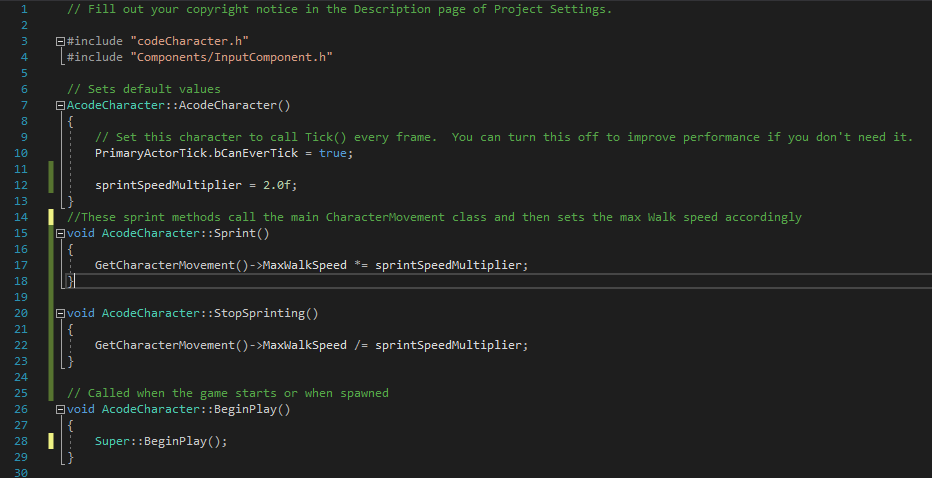 1 // Fill out your copyright notice in the Description page of Project Settings.
2
3 #include "codeCharacter.h"
4 #include "Components/InputComponent.h"
5
6 // Sets default values
7 AcodeCharacter::AcodeCharacter()
8 {
9 // Set this character to call Tick() every frame.  You can turn this off to improve performance if you don't need it.
10 PrimaryActorTick.bCanEverTick = true;
11
12 sprintSpeedMultiplier = 2.0f;
13 }
14 //These sprint methods call the main CharacterMovement class and then sets the max Walk speed accordingly
15 void AcodeCharacter::Sprint()
16 {
17 GetCharacterMovement()->MaxWalkSpeed *= sprintSpeedMultiplier;
18 }
19
20 void AcodeCharacter::StopSprinting()
21 {
22 GetCharacterMovement()->MaxWalkSpeed /= sprintSpeedMultiplier;
23 }
24
25 // Called when the game starts or when spawned
26 void AcodeCharacter::BeginPlay()
27 {
28 Super::BeginPlay();
29 }
30